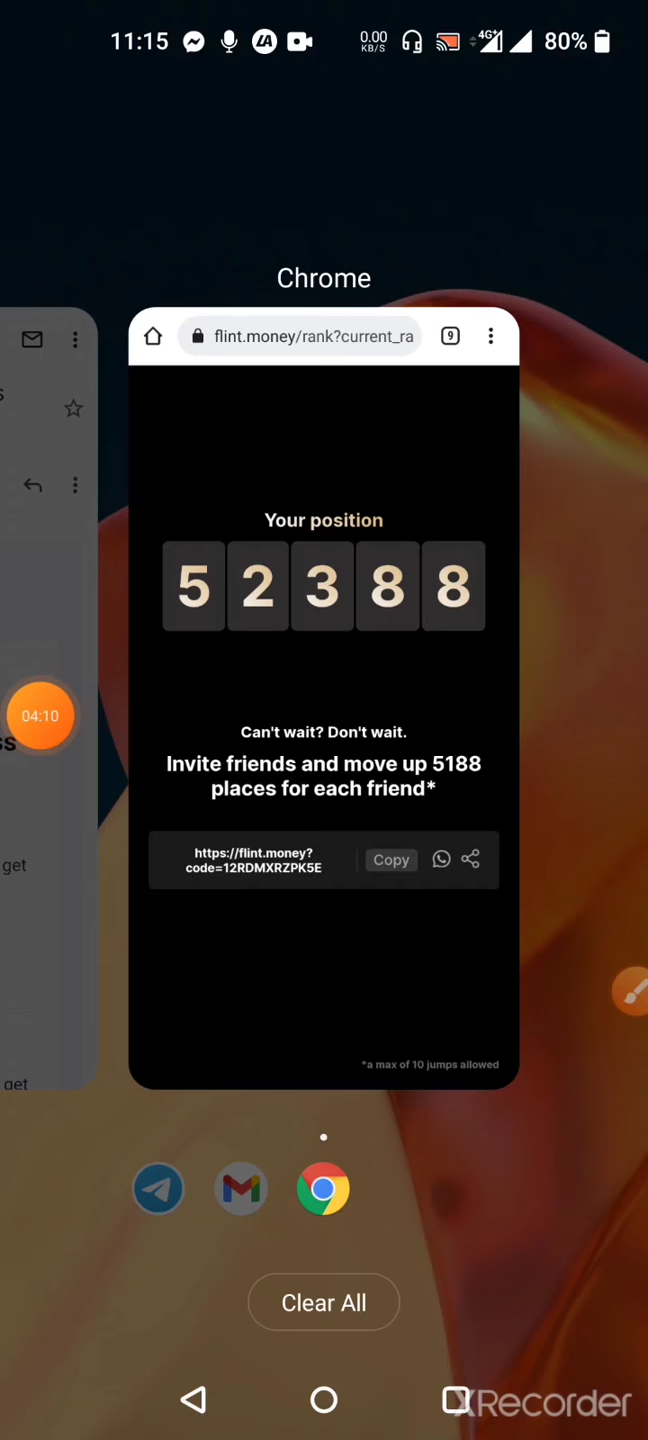 11:15
0.00
KB/S
4G+
80%
Chrome
flint.money/rank?current_ra
9
Your position
5 2 3 8 8
Can't wait? Don't wait.
Invite friends and move up 5188
places for each friend*
https://flint.money?
code=12RDMXRZPK5E
Copy
*a max of 10 jumps allowed
04:10
get
get
Clear All
XRecorder